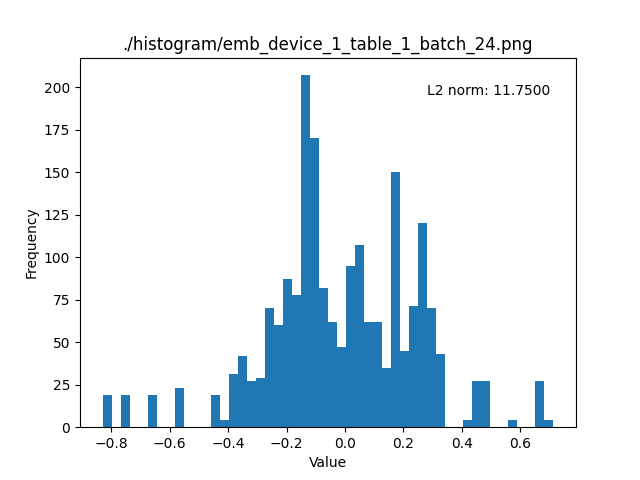 ./histogram/emb_device_1_table_1_batch_24.png
L2 norm: 11.7500
Frequency
200
175
150
125
100
75
50
25
0
−0.8 −0.6 −0.4 −0.2 0.0 0.2 0.4 0.6
Value